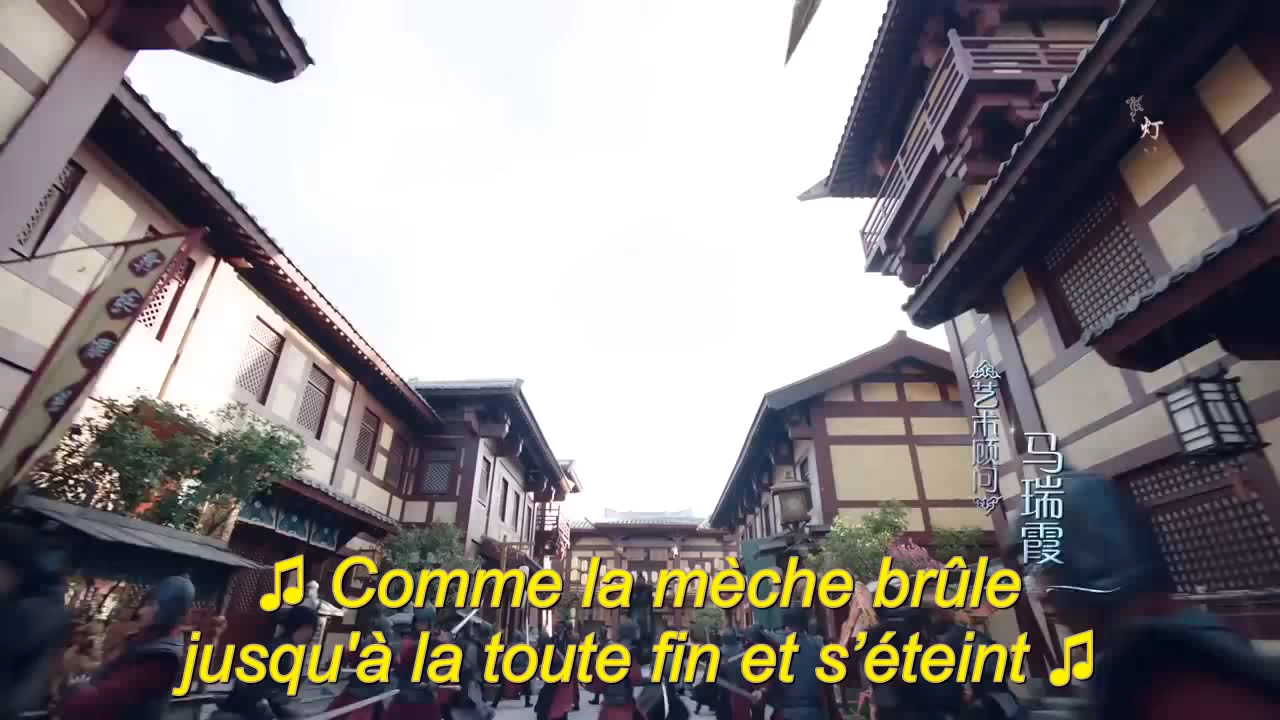 灯
艺术顾问
马瑞霞
♫ Comme la mèche brûle
jusqu'à la toute fin et s’éteint ♫